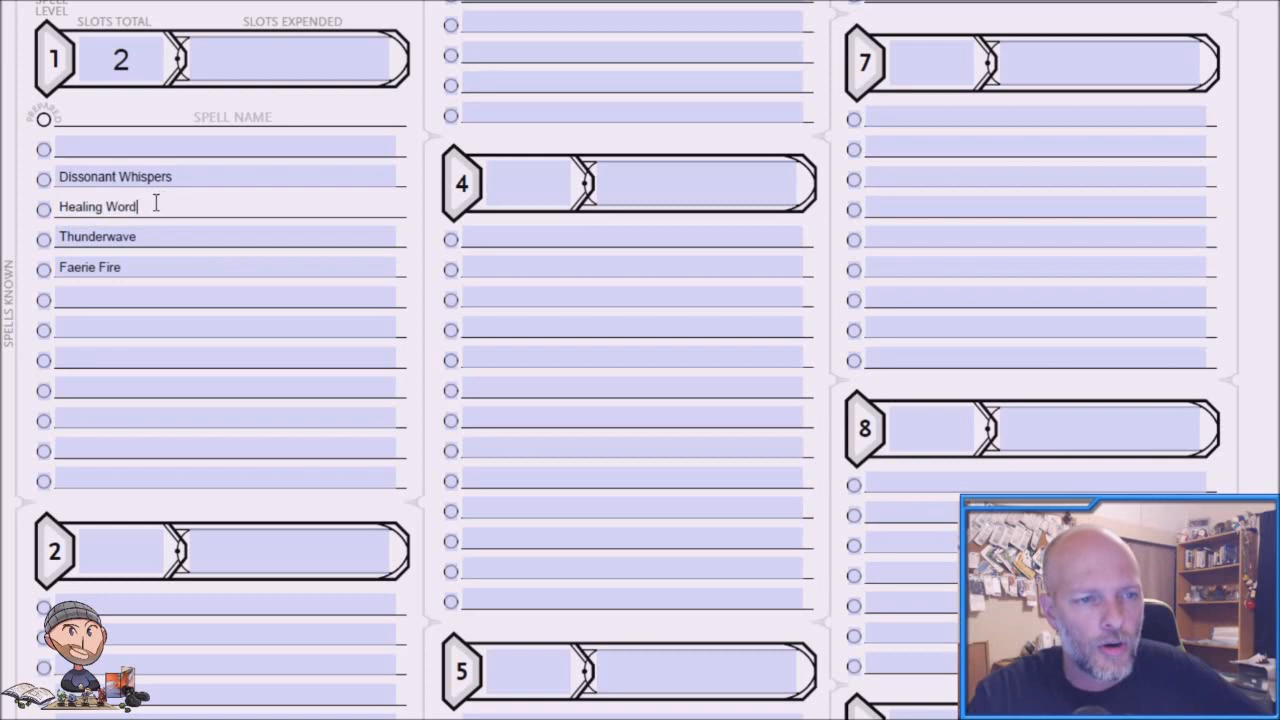 SPELL
LEVEL
SLOTS TOTAL
SLOTS EXPENDED
1
2
PREPARED
SPELL NAME
Dissonant Whispers
Healing Word
Thunderwave
Faerie Fire
SPELLS KNOWN
2
4
5
7
8